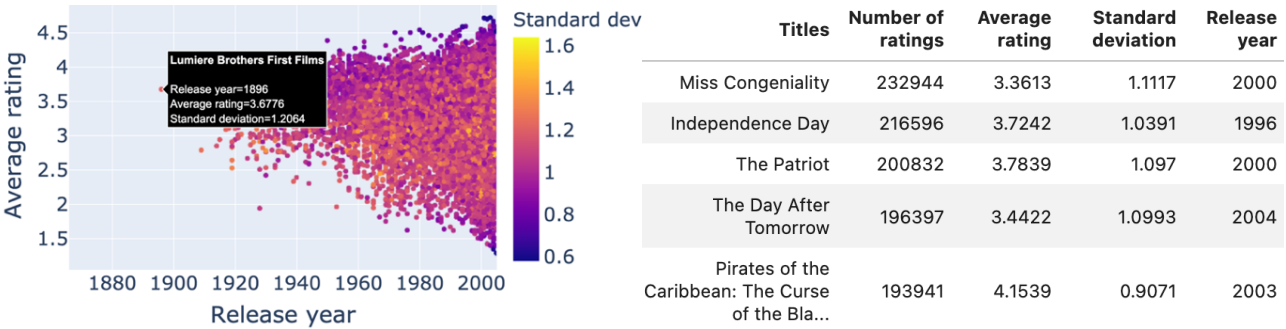 Standard dev
4.5
4
3.5
3
2.5
2
1.5
Average rating
Lumiere Brothers First Films
Release year=1896
Average rating=3.6776
Standard deviation=1.2064
1880 1900 1920 1940 1960 1980 2000
Release year
1.6
1.4
1.2
1
0.8
0.6
Titles Number of ratings Average rating Standard deviation Release year
Miss Congeniality 232944 3.3613 1.1117 2000
Independence Day 216596 3.7242 1.0391 1996
The Patriot 200832 3.7839 1.097 2000
The Day After
Tomorrow 196397 3.4422 1.0993 2004
Pirates of the
Caribbean: The Curse
of the Bla... 193941 4.1539 0.9071 2003